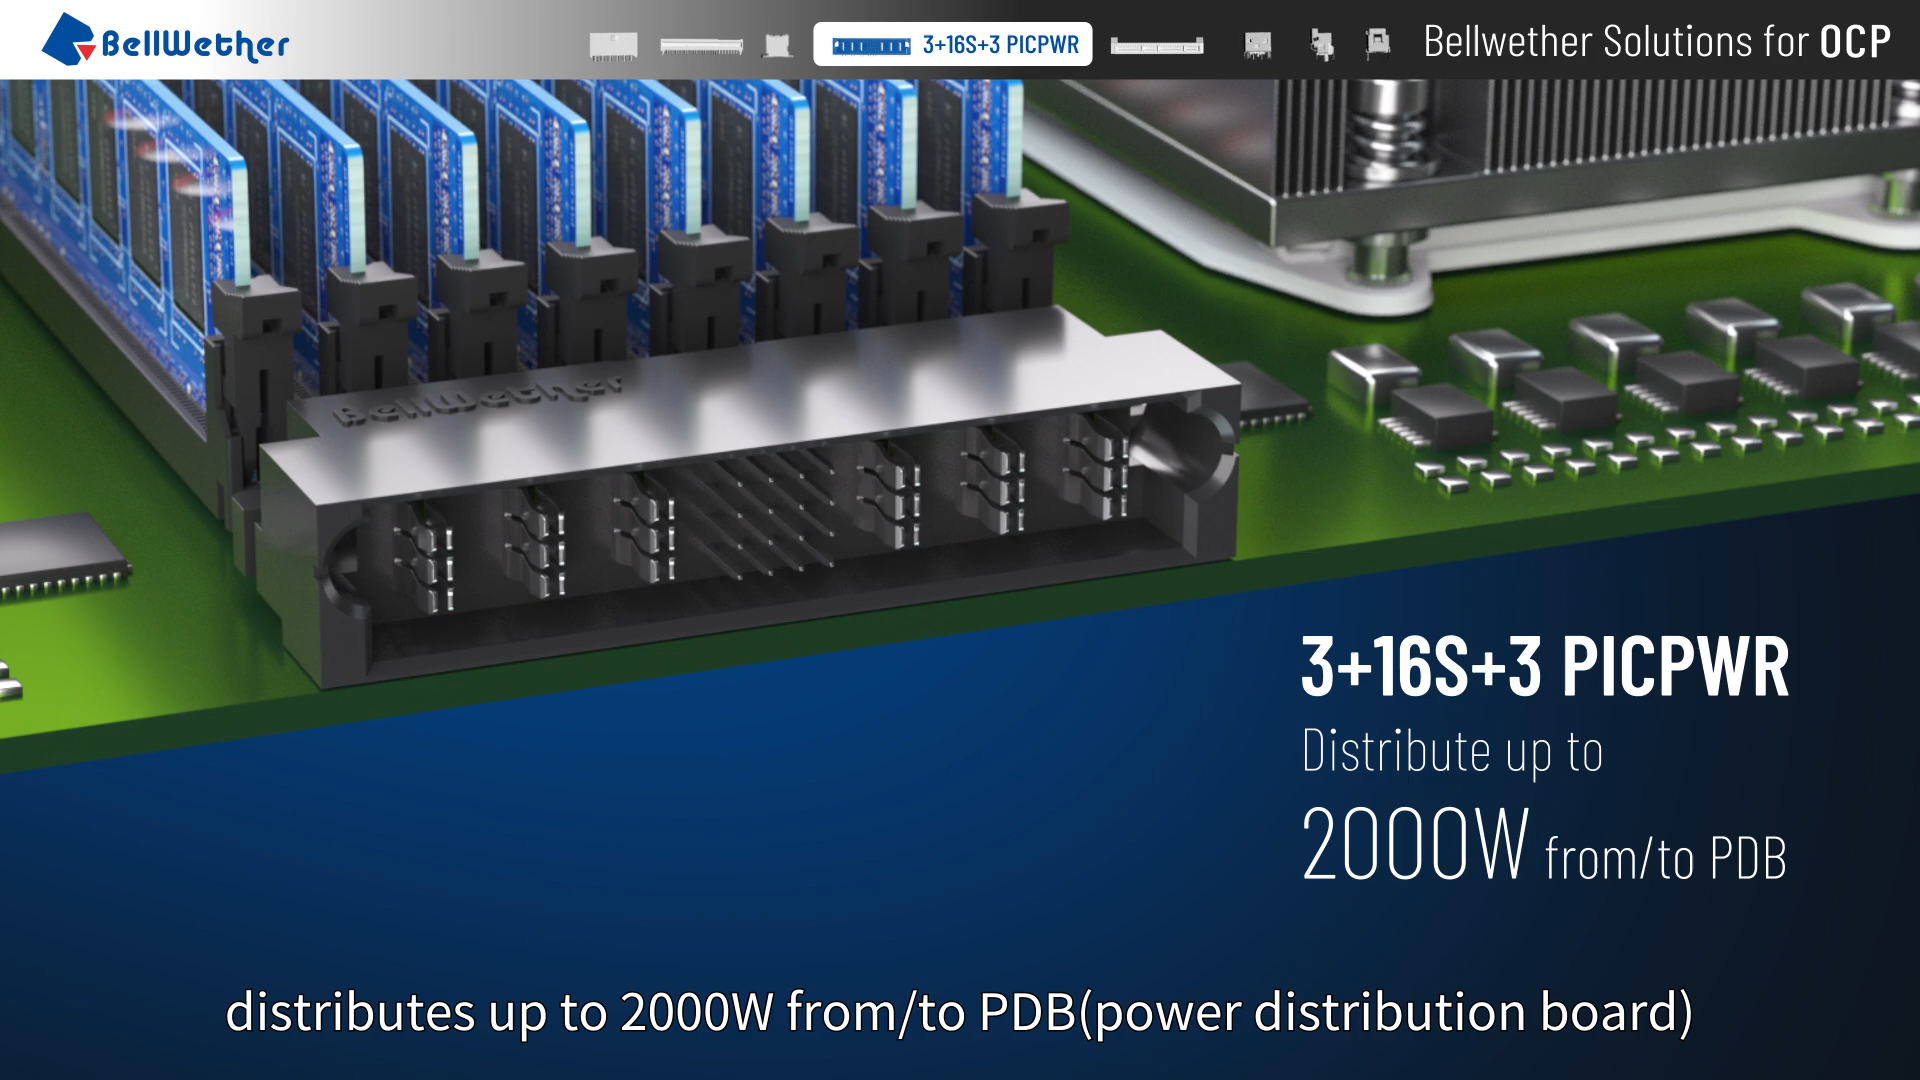 BellWether
3+16S+3 PICPWR
Bellwether Solutions for OCP
BellWether
3+16S+3 PICPWR
Distribute up to
2000W from/to PDB
distributes up to 2000W from/to PDB(power distribution board)